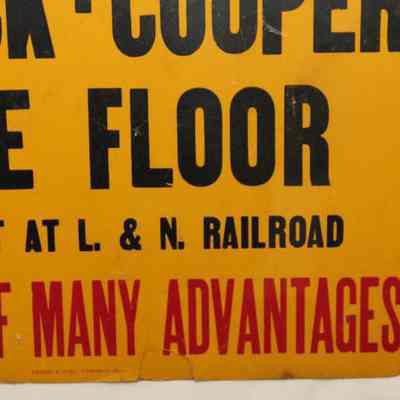 CK · COOPER
E FLOOR
T AT L. & N. RAILROAD
F MANY ADVANTAGES